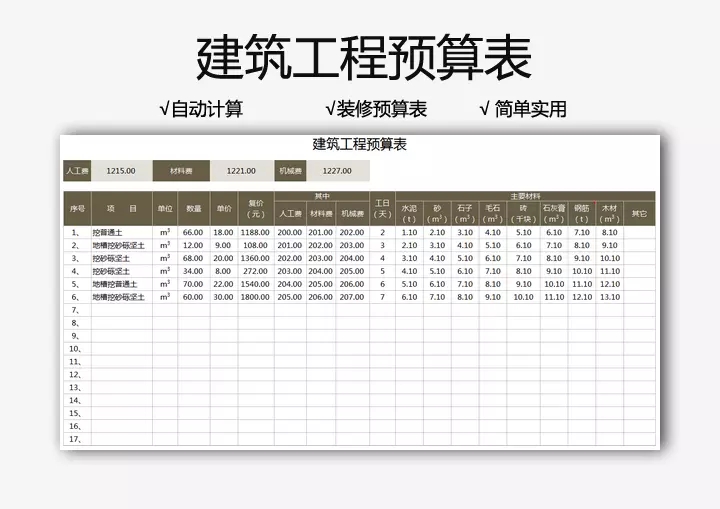 建筑工程预算表
√自动计算 √装修预算表 √ 简单实用
建筑工程预算表
人工费 1215.00 材料费 1221.00 机械费 1227.00
序号 项 目 单位 数量 单价 复价（元） 其中 工日（天） 主要材料
人工费 材料费 机械费 水泥（t） 砂（m³） 石子（m³） 毛石（m³） 砖（千块） 石灰膏（m³） 钢筋（t） 木材（m³） 其它
1、 挖普通土 m³ 66.00 18.00 1188.00 200.00 201.00 202.00 2 1.10 2.10 3.10 4.10 5.10 6.10 7.10 8.10
2、 地槽挖砂砾坚土 m³ 12.00 9.00 108.00 201.00 202.00 203.00 3 2.10 3.10 4.10 5.10 6.10 7.10 8.10 9.10
3、 挖砂砾坚土 m³ 68.00 20.00 1360.00 202.00 203.00 204.00 4 3.10 4.10 5.10 6.10 7.10 8.10 9.10 10.10
4、 挖砂砾坚土 m³ 34.00 8.00 272.00 203.00 204.00 205.00 5 4.10 5.10 6.10 7.10 8.10 9.10 10.10 11.10
5、 地槽挖普通土 m³ 70.00 22.00 1540.00 204.00 205.00 206.00 6 5.10 6.10 7.10 8.10 9.10 10.10 11.10 12.10
6、 地槽挖砂砾坚土 m³ 60.00 30.00 1800.00 205.00 206.00 207.00 7 6.10 7.10 8.10 9.10 10.10 11.10 12.10 13.10
7、
8、
9、
10、
11、
12、
13、
14、
15、
16、
17、